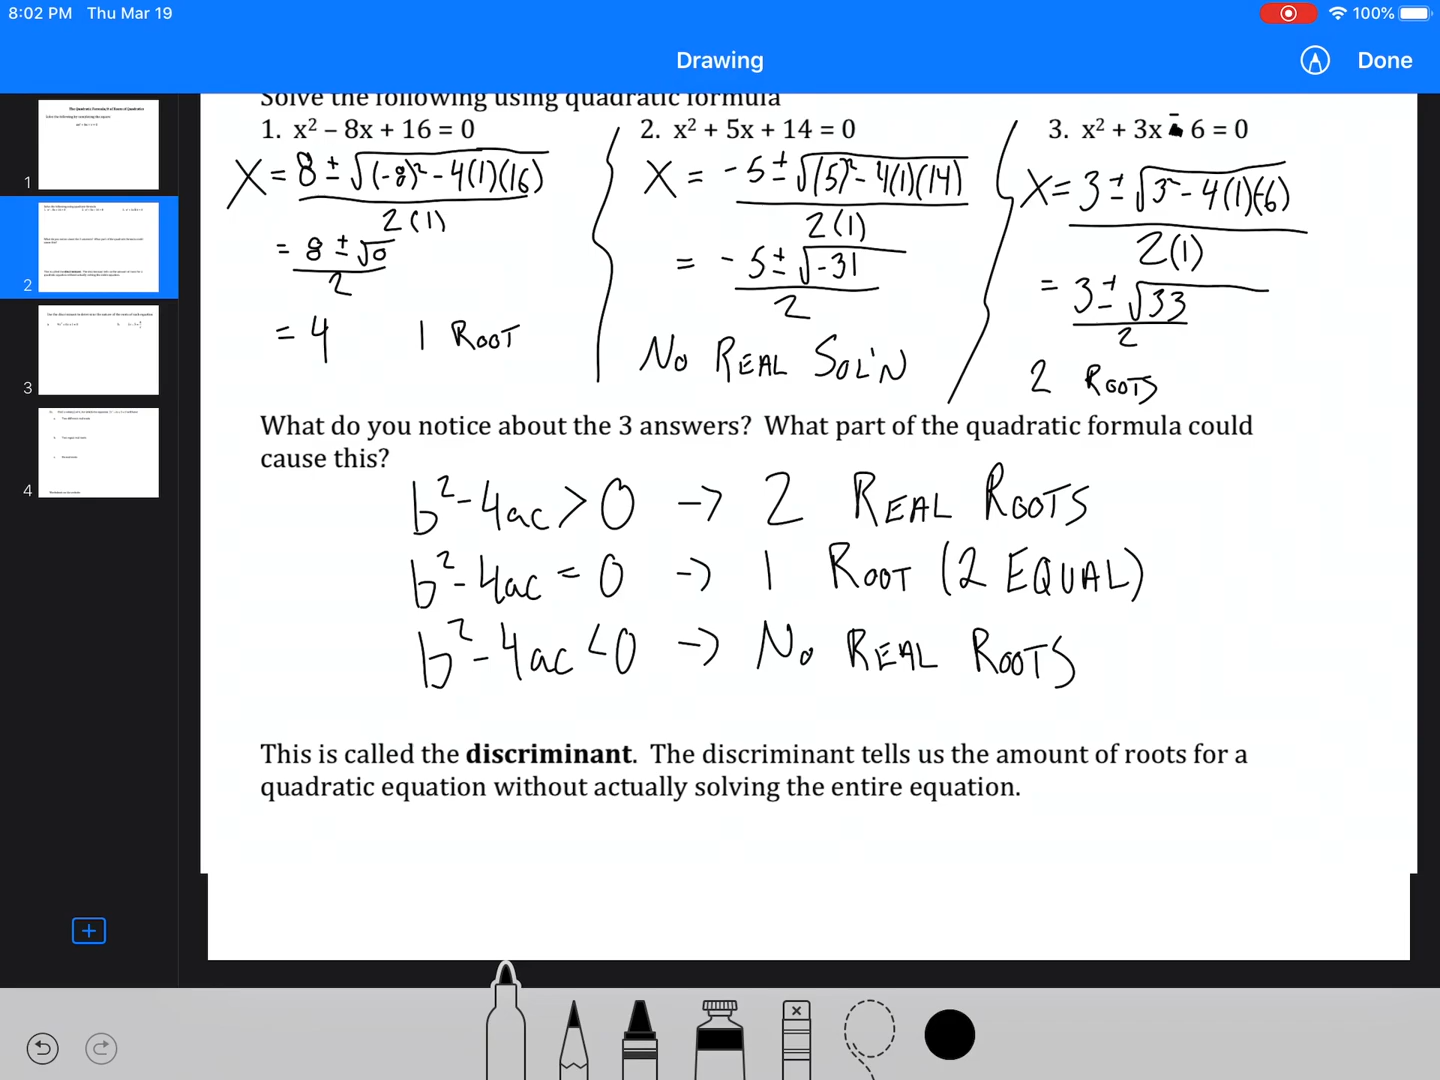 8:02 PM Thu Mar 19
100%
Drawing
Done
Solve the following using quadratic formula
1. x² – 8x + 16 = 0
2. x² + 5x + 14 = 0
3. x² + 3x - 6 = 0
X = 8 ± √(-8)² - 4(1)(16)
2(1)
= 8 ± √0
2
= 4 1 ROOT
X = -5 ± √(5)² - 4(1)(14)
2(1)
= -5 ± √-31
2
NO REAL SOL'N
X = 3 ± √3² - 4(1)(-6)
2(1)
= 3 ± √33
2
2 ROOTS
What do you notice about the 3 answers? What part of the quadratic formula could
cause this?
b² - 4ac > 0 → 2 REAL ROOTS
b² - 4ac = 0 → 1 ROOT (2 EQUAL)
b² - 4ac < 0 → NO REAL ROOTS
This is called the discriminant. The discriminant tells us the amount of roots for a
quadratic equation without actually solving the entire equation.
1
2
3
4